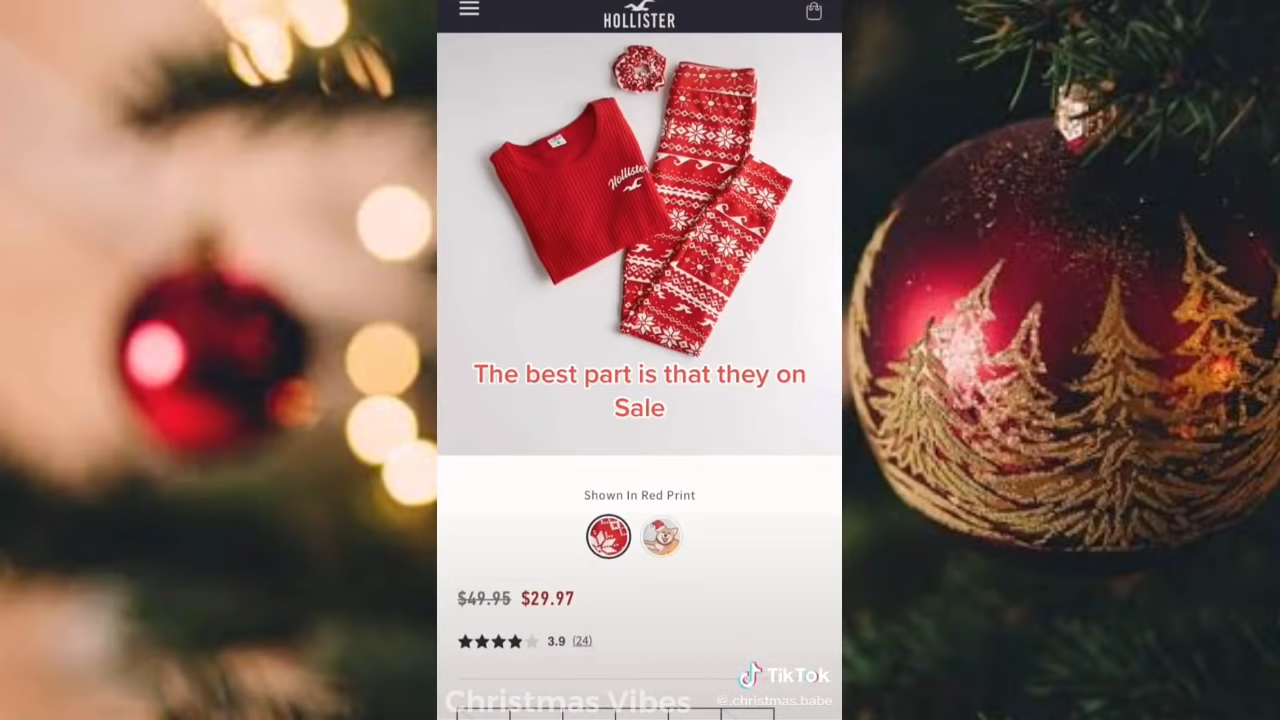 HOLLISTER
Hollister
The best part is that they on
Sale
Shown In Red Print
$49.95 $29.97
3.9 (24)
TikTok
@.christmas.babe
Christmas Vibes